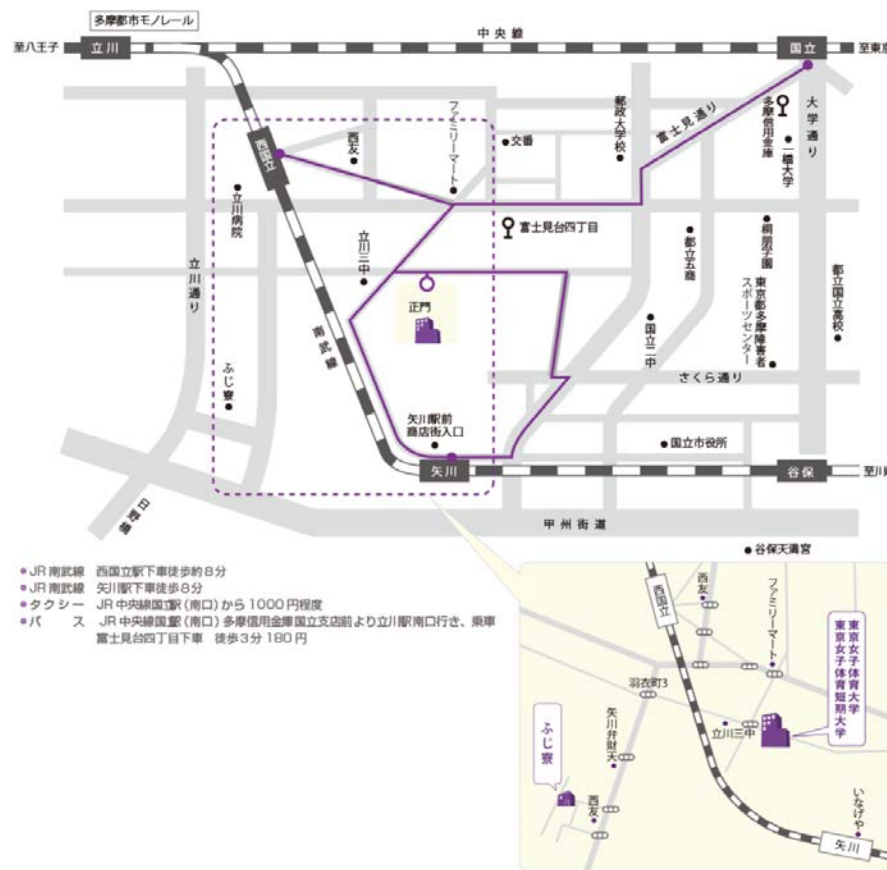 多摩都市モノレール
中央線
至八王子
立川
国立
至東京
西国立
西友
ファミリーマート
交番
郵政大学校
富士見通り
多摩信用金庫
一橋大学
大学通り
立川病院
立川通り
立川三中
富士見台四丁目
都立五商
桐朋学園
東京都多摩障害者
スポーツセンター
都立国立高校
正門
南武線
国立二中
さくら通り
ふじ寮
矢川駅前
商店街入口
国立市役所
矢川
谷保
至川崎
日野橋
甲州街道
谷保天満宮
JR南武線 西国立駅下車徒歩約8分
JR南武線 矢川駅下車徒歩8分
タクシー JR中央線国立駅(南口)から1000円程度
バス JR中央線国立駅(南口)多摩信用金庫国立支店前より立川駅南口行き、乗車
富士見台四丁目下車 徒歩3分 180円
西国立
西友
ファミリーマート
東京女子体育大学
東京女子体育短期大学
羽衣町3
立川三中
矢川弁財天
ふじ寮
西友
いなげや
矢川